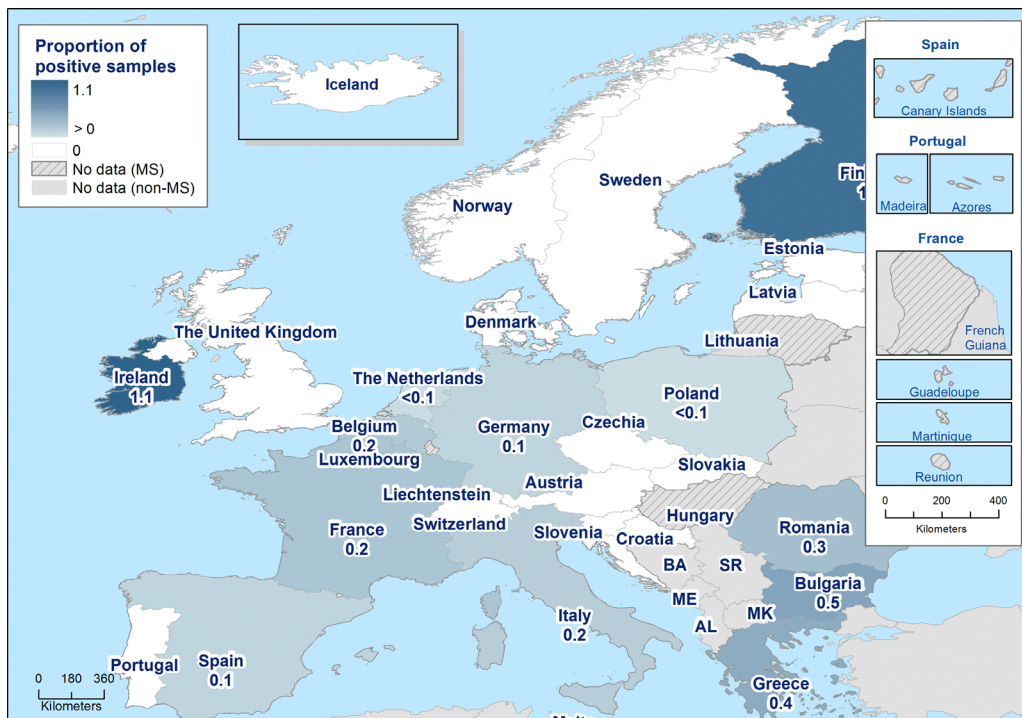 Proportion of
positive samples
1.1
> 0
0
No data (MS)
No data (non-MS)
Iceland
Spain
Canary Islands
Portugal
Madeira
Azores
France
French
Guiana
Guadeloupe
Martinique
Reunion
0 200 400
Kilometers
Sweden
Norway
Estonia
Latvia
Denmark
Lithuania
The United Kingdom
Ireland
1.1
The Netherlands
<0.1
Poland
<0.1
Belgium
0.2
Germany
0.1
Czechia
Luxembourg
Slovakia
Austria
Liechtenstein
Switzerland
Hungary
France
0.2
Slovenia
Croatia
Romania
0.3
BA
SR
Bulgaria
0.5
ME
MK
AL
Italy
0.2
Portugal
Spain
0.1
Greece
0.4
0 180 360
Kilometers